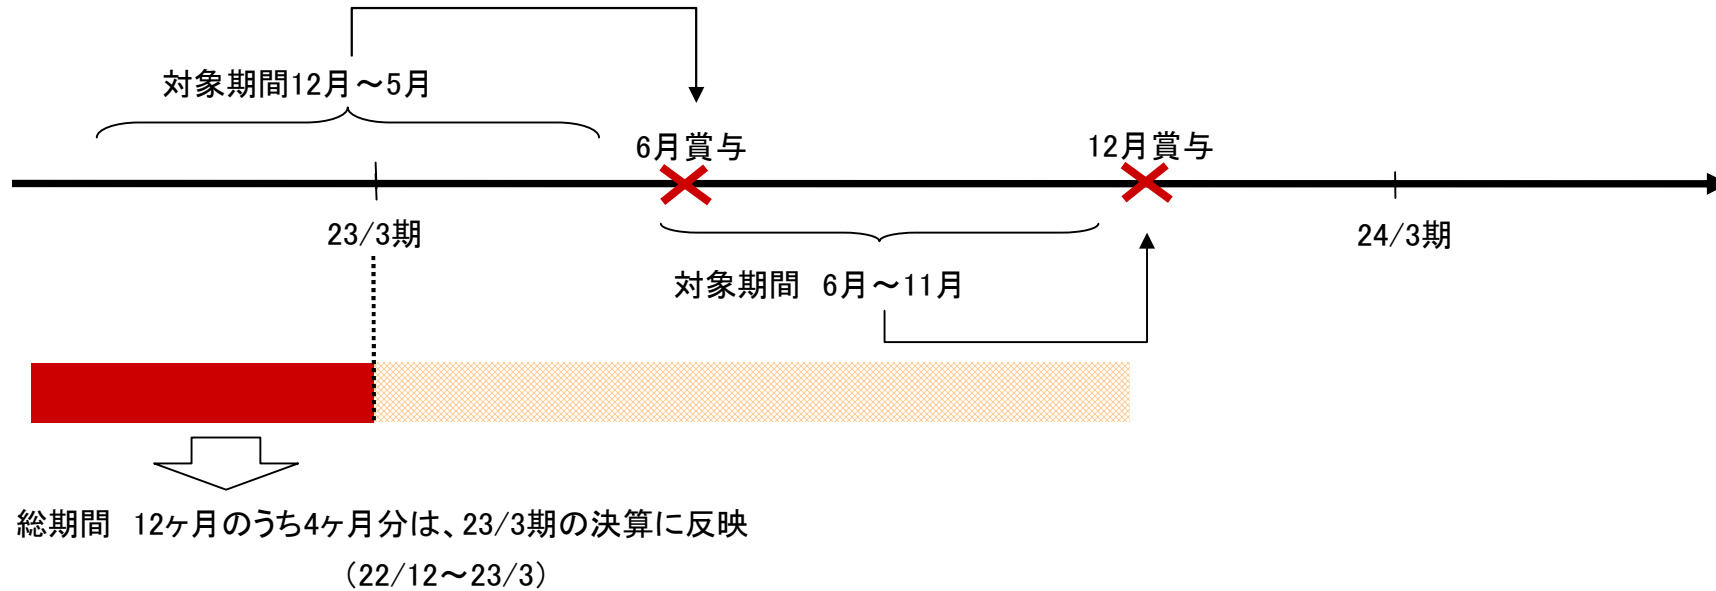 対象期間12月～5月
6月賞与
12月賞与
23/3期
24/3期
対象期間　6月～11月
総期間　12ヶ月のうち4ヶ月分は、23/3期の決算に反映
（22/12～23/3）